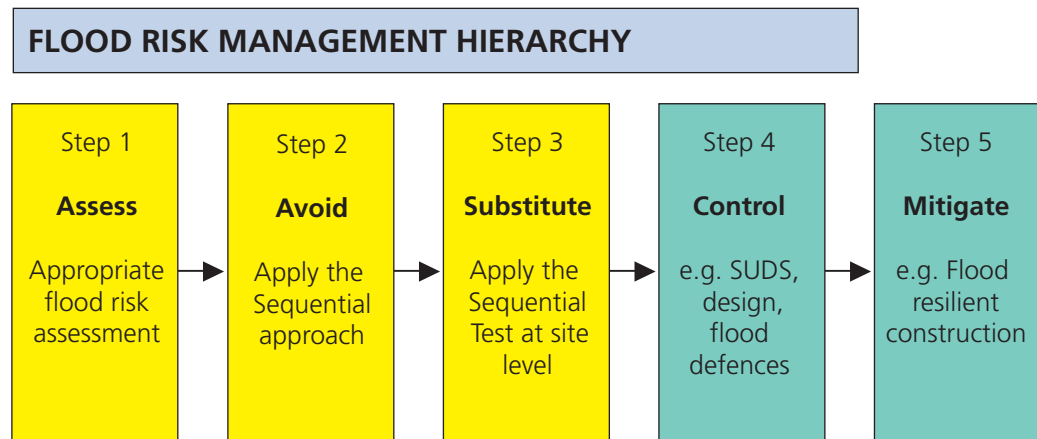 FLOOD RISK MANAGEMENT HIERARCHY
Step 1
Assess
Appropriate
flood risk
assessment
Step 2
Avoid
Apply the
Sequential
approach
Step 3
Substitute
Apply the
Sequential
Test at site
level
Step 4
Control
e.g. SUDS,
design,
flood
defences
Step 5
Mitigate
e.g. Flood
resilient
construction